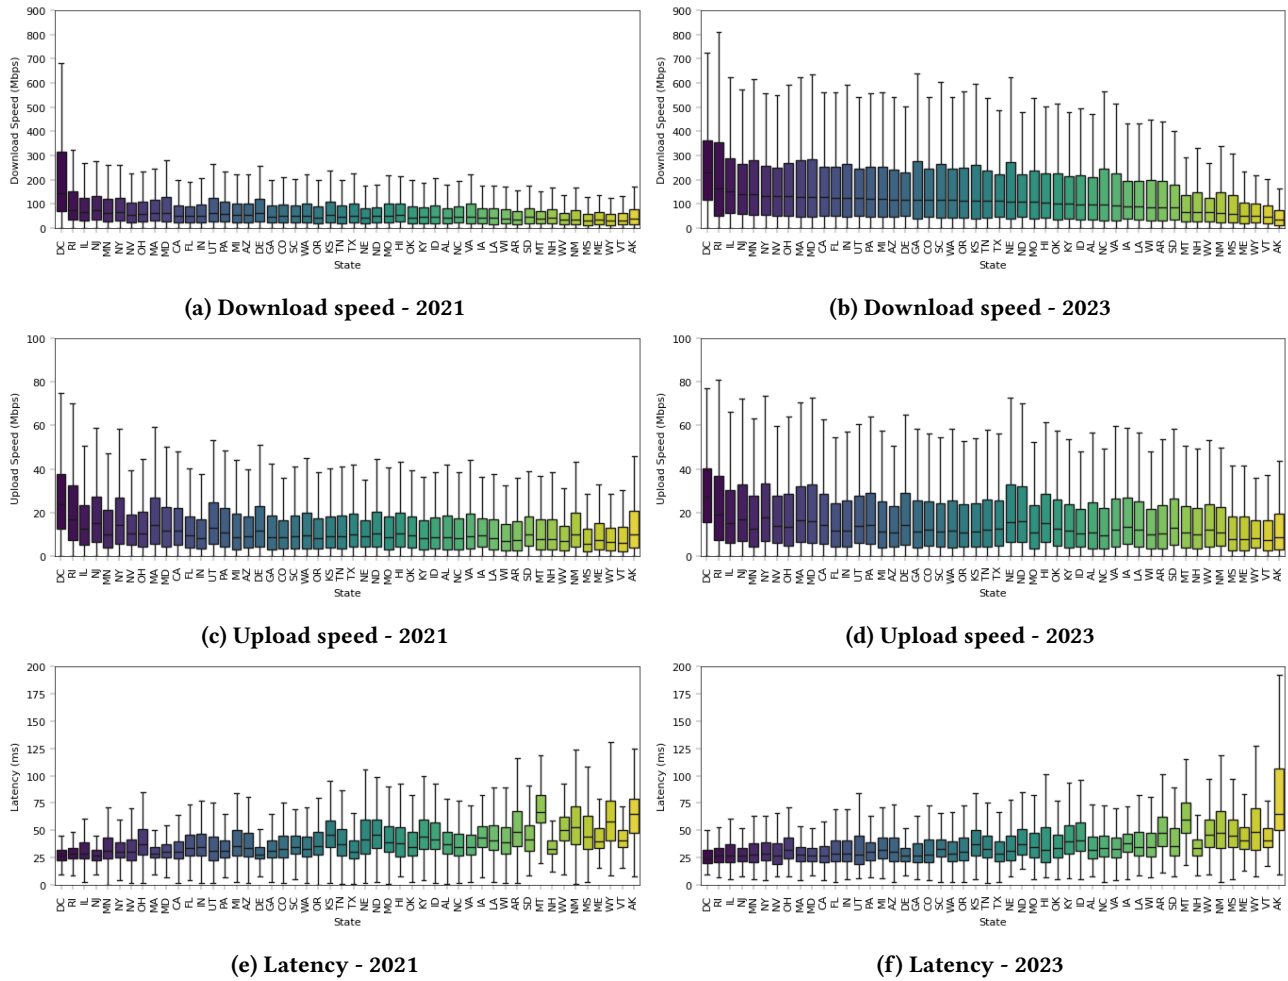 900
800
700
600
500
400
300
200
100
0
Download Speed (Mbps)
DC RI IL NJ MN NY NV OH MA MD CA FL IN UT PA MI AZ DE GA CO SC WA OR KS TN TX NE ND MO HI OK KY ID AL NC VA IA LA WI AR SD MT NH WV NM MS ME WY VT AK
State
(a) Download speed - 2021
900
800
700
600
500
400
300
200
100
0
Download Speed (Mbps)
DC RI IL NJ MN NY NV OH MA MD CA FL IN UT PA MI AZ DE GA CO SC WA OR KS TN TX NE ND MO HI OK KY ID AL NC VA IA LA WI AR SD MT NH WV NM MS ME WY VT AK
State
(b) Download speed - 2023
100
80
60
40
20
0
Upload Speed (Mbps)
DC RI IL NJ MN NY NV OH MA MD CA FL IN UT PA MI AZ DE GA CO SC WA OR KS TN TX NE ND MO HI OK KY ID AL NC VA IA LA WI AR SD MT NH WV NM MS ME WY VT AK
State
(c) Upload speed - 2021
100
80
60
40
20
0
Upload Speed (Mbps)
DC RI IL NJ MN NY NV OH MA MD CA FL IN UT PA MI AZ DE GA CO SC WA OR KS TN TX NE ND MO HI OK KY ID AL NC VA IA LA WI AR SD MT NH WV NM MS ME WY VT AK
State
(d) Upload speed - 2023
200
175
150
125
100
75
50
25
0
Latency (ms)
DC RI IL NJ MN NY NV OH MA MD CA FL IN UT PA MI AZ DE GA CO SC WA OR KS TN TX NE ND MO HI OK KY ID AL NC VA IA LA WI AR SD MT NH WV NM MS ME WY VT AK
State
(e) Latency - 2021
200
175
150
125
100
75
50
25
0
Latency (ms)
DC RI IL NJ MN NY NV OH MA MD CA FL IN UT PA MI AZ DE GA CO SC WA OR KS TN TX NE ND MO HI OK KY ID AL NC VA IA LA WI AR SD MT NH WV NM MS ME WY VT AK
State
(f) Latency - 2023